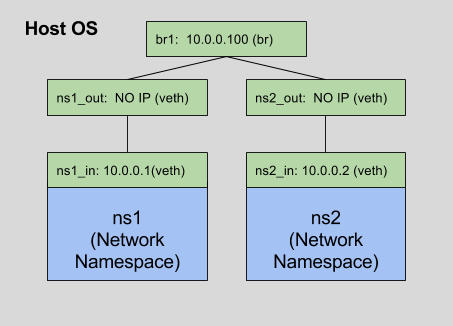 Host OS
br1:  10.0.0.100 (br)
ns1_out:  NO IP (veth)
ns2_out:  NO IP (veth)
ns1_in: 10.0.0.1(veth)
ns2_in: 10.0.0.2 (veth)
ns1
(Network
Namespace)
ns2
(Network
Namespace)